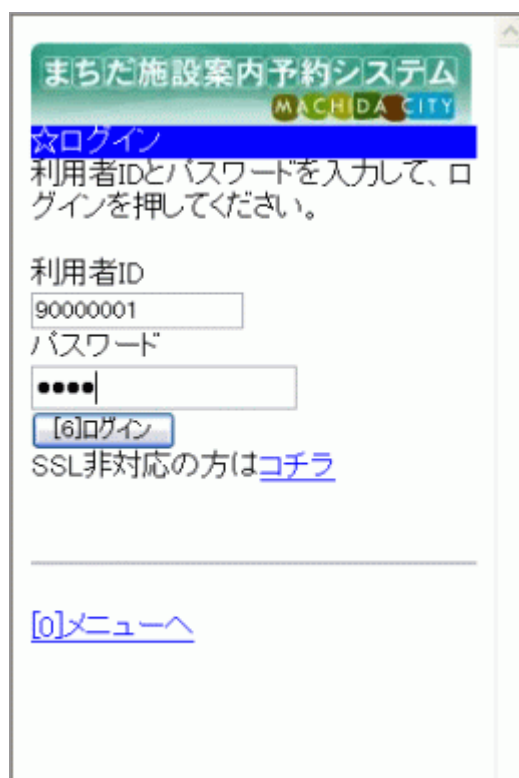 まちだ施設案内予約システム
MACHIDA CITY
☆ログイン
利用者IDとパスワードを入力して、ロ
グインを押してください。
利用者ID
90000001
パスワード
●●●●
[6]ログイン
SSL非対応の方はコチラ
[0]メニューへ